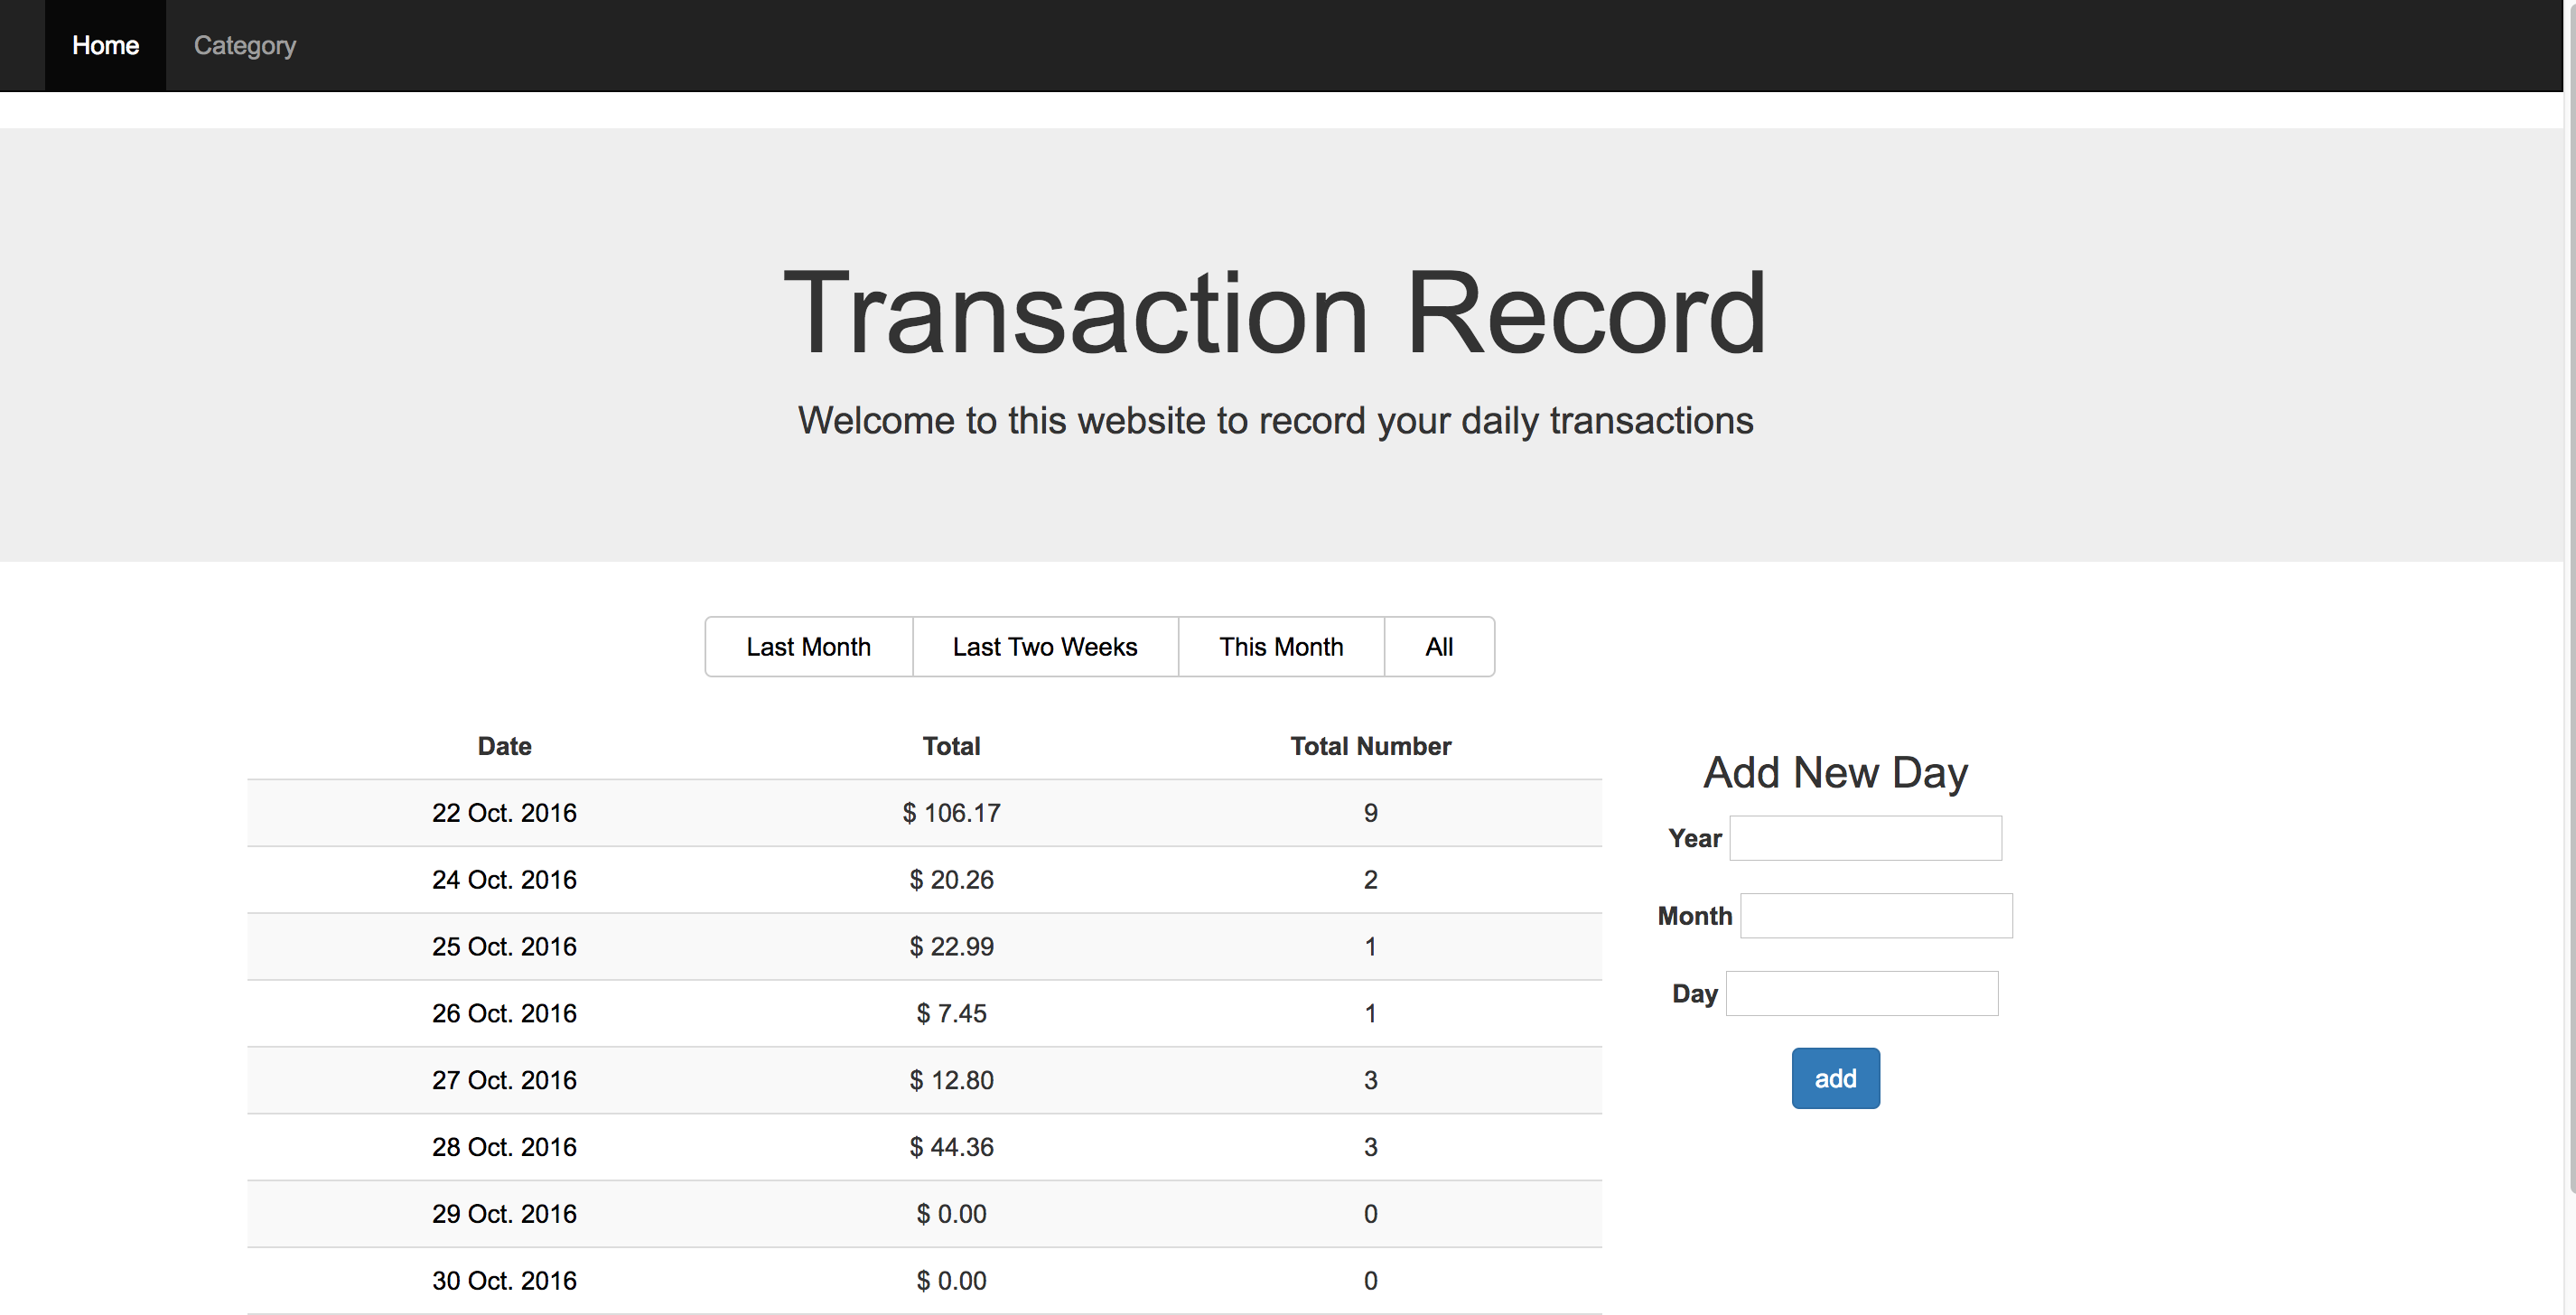 Home Category
Transaction Record
Welcome to this website to record your daily transactions
Last Month Last Two Weeks This Month All
Date Total Total Number
22 Oct. 2016 $ 106.17 9
24 Oct. 2016 $ 20.26 2
25 Oct. 2016 $ 22.99 1
26 Oct. 2016 $ 7.45 1
27 Oct. 2016 $ 12.80 3
28 Oct. 2016 $ 44.36 3
29 Oct. 2016 $ 0.00 0
30 Oct. 2016 $ 0.00 0
Add New Day
Year
Month
Day
add